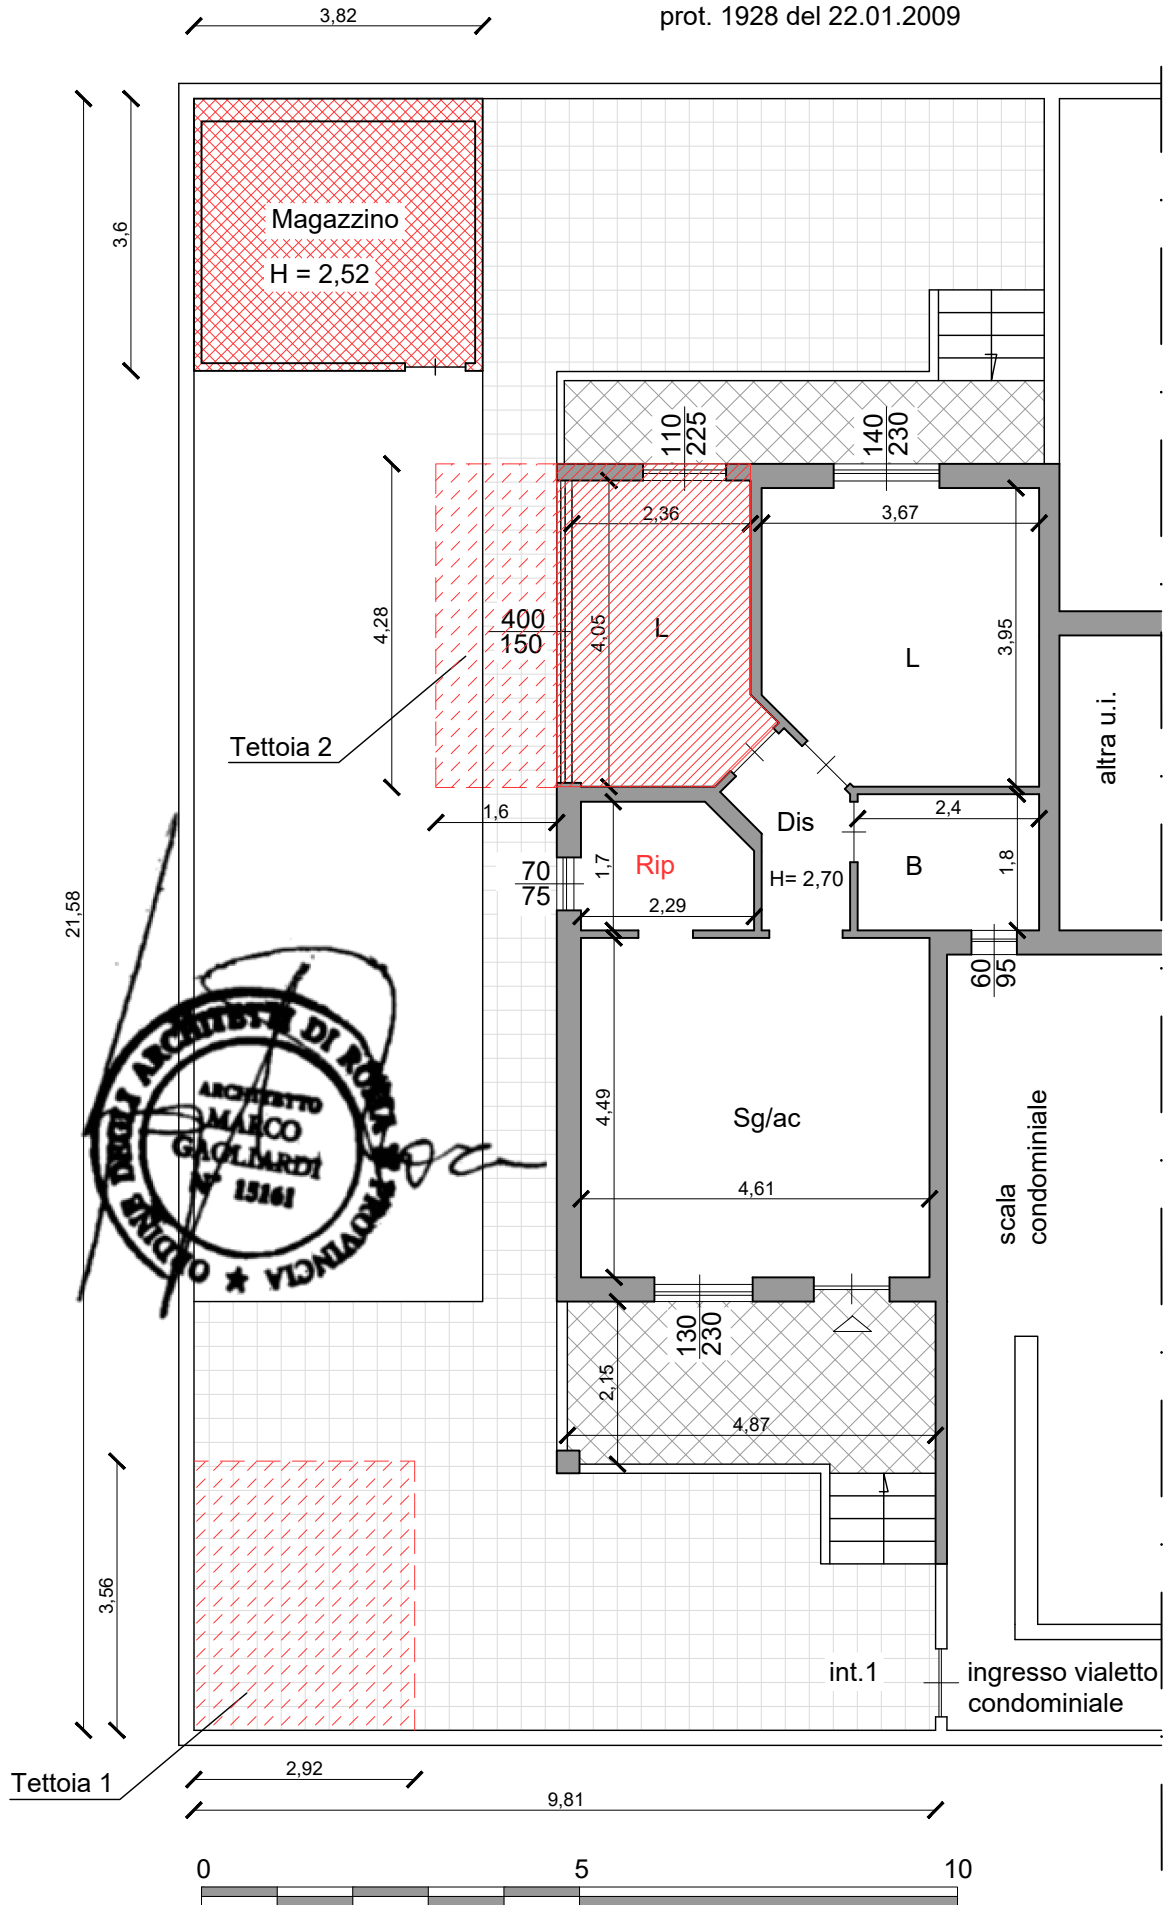 3,82
prot. 1928 del 22.01.2009
3,6
Magazzino
H = 2,52
110
225
140
230
2,36
3,67
4,28
400
150
4,05
L
L
3,95
Tettoia 2
altra u.i.
1,6
Dis
2,4
70
75
1,7
Rip
H= 2,70
B
1,8
2,29
21,58
60
95
ORDINE DEGLI ARCHITETTI DI ROMA E PROVINCIA
ARCHITETTO
MARCO
GAGLIARDI
N° 15161
4,49
Sg/ac
4,61
scala
condominiale
130
230
2,15
4,87
3,56
int.1
ingresso vialetto
condominiale
Tettoia 1
2,92
9,81
0
5
10